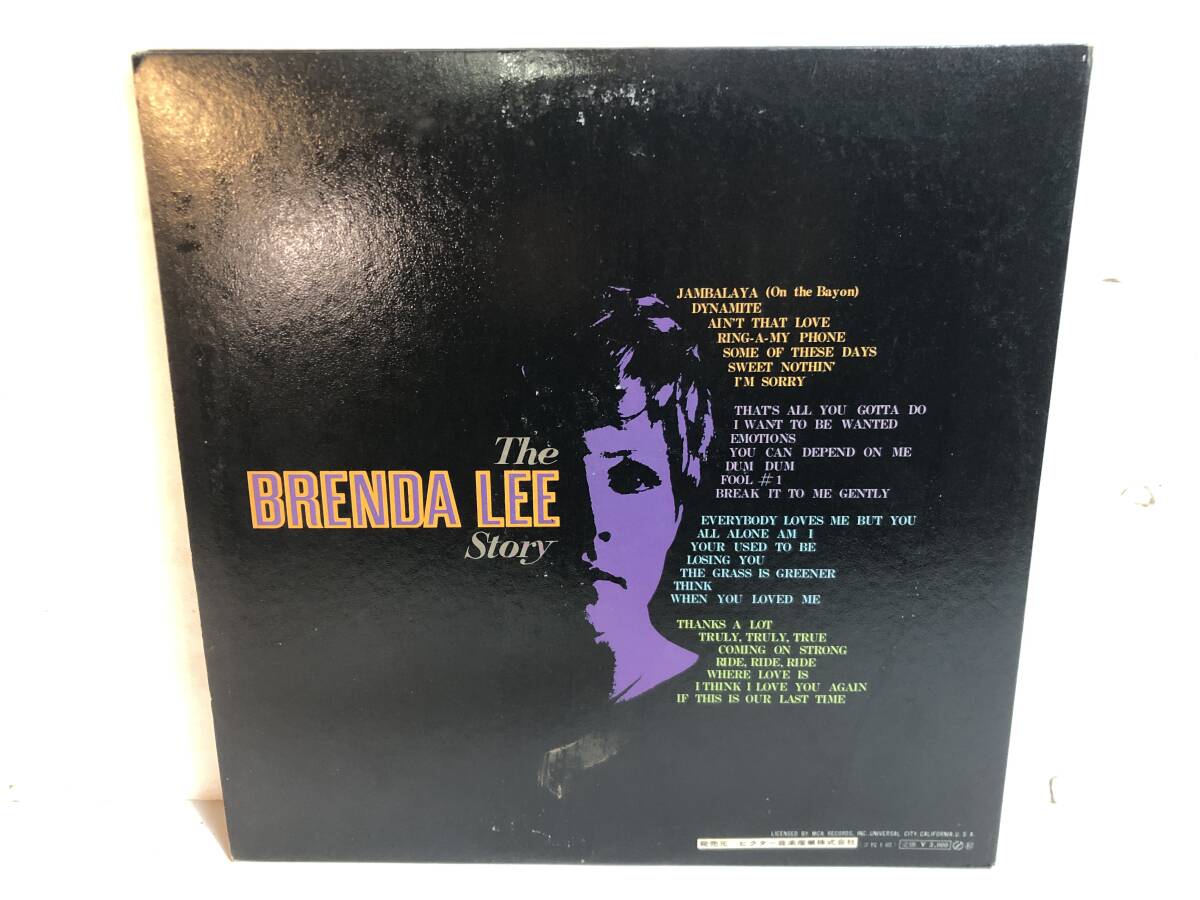 The
BRENDA LEE
Story
JAMBALAYA (On the Bayon)
DYNAMITE
AIN'T THAT LOVE
RING-A-MY PHONE
SOME OF THESE DAYS
SWEET NOTHIN'
I'M SORRY
THAT'S ALL YOU GOTTA DO
I WANT TO BE WANTED
EMOTIONS
YOU CAN DEPEND ON ME
DUM DUM
FOOL #1
BREAK IT TO ME GENTLY
EVERYBODY LOVES ME BUT YOU
ALL ALONE AM I
YOUR USED TO BE
LOSING YOU
THE GRASS IS GREENER
THINK
WHEN YOU LOVED ME
THANKS A LOT
TRULY, TRULY, TRUE
COMING ON STRONG
RIDE, RIDE, RIDE
WHERE LOVE IS
I THINK I LOVE YOU AGAIN
IF THIS IS OUR LAST TIME
LICENSED BY MCA RECORDS, INC. UNIVERSAL CITY, CALIFORNIA, U. S. A.
発売元 ビクター音楽産業株式会社 定価 ¥ 3,000